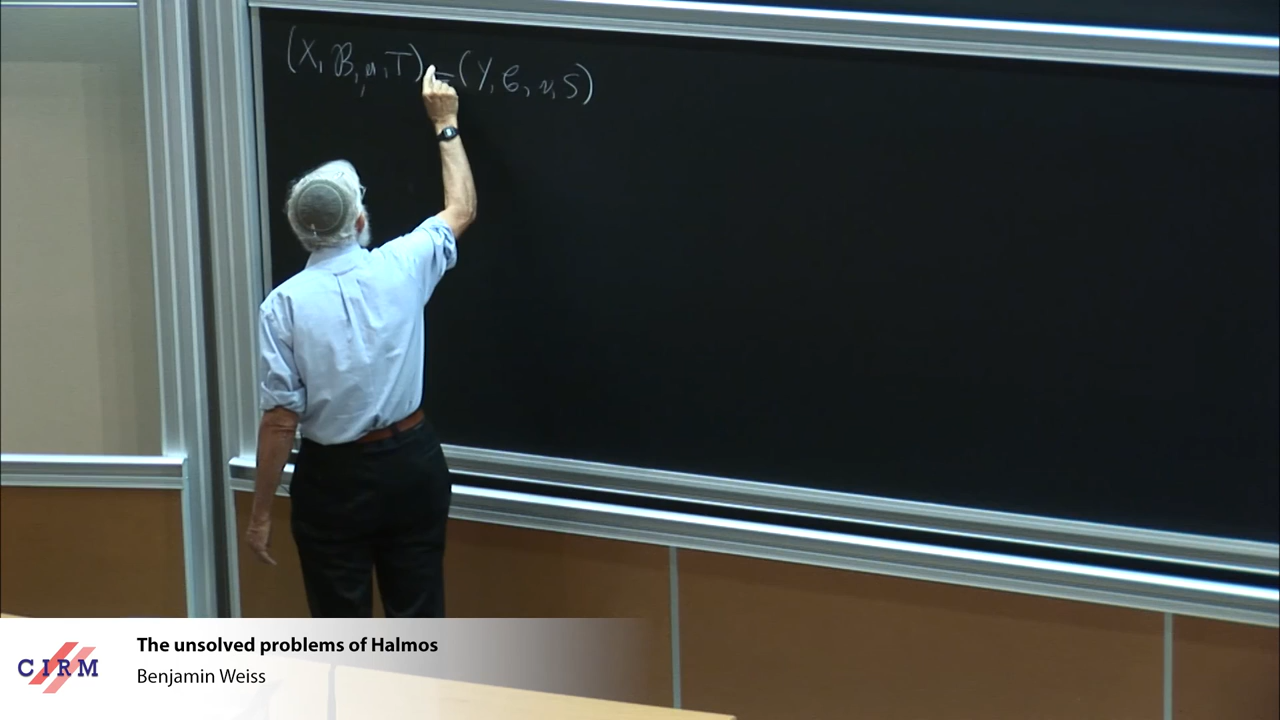 (X, ℬ, μ, T) = (Y, 𝒞, ν, S)
CIRM
The unsolved problems of Halmos
Benjamin Weiss